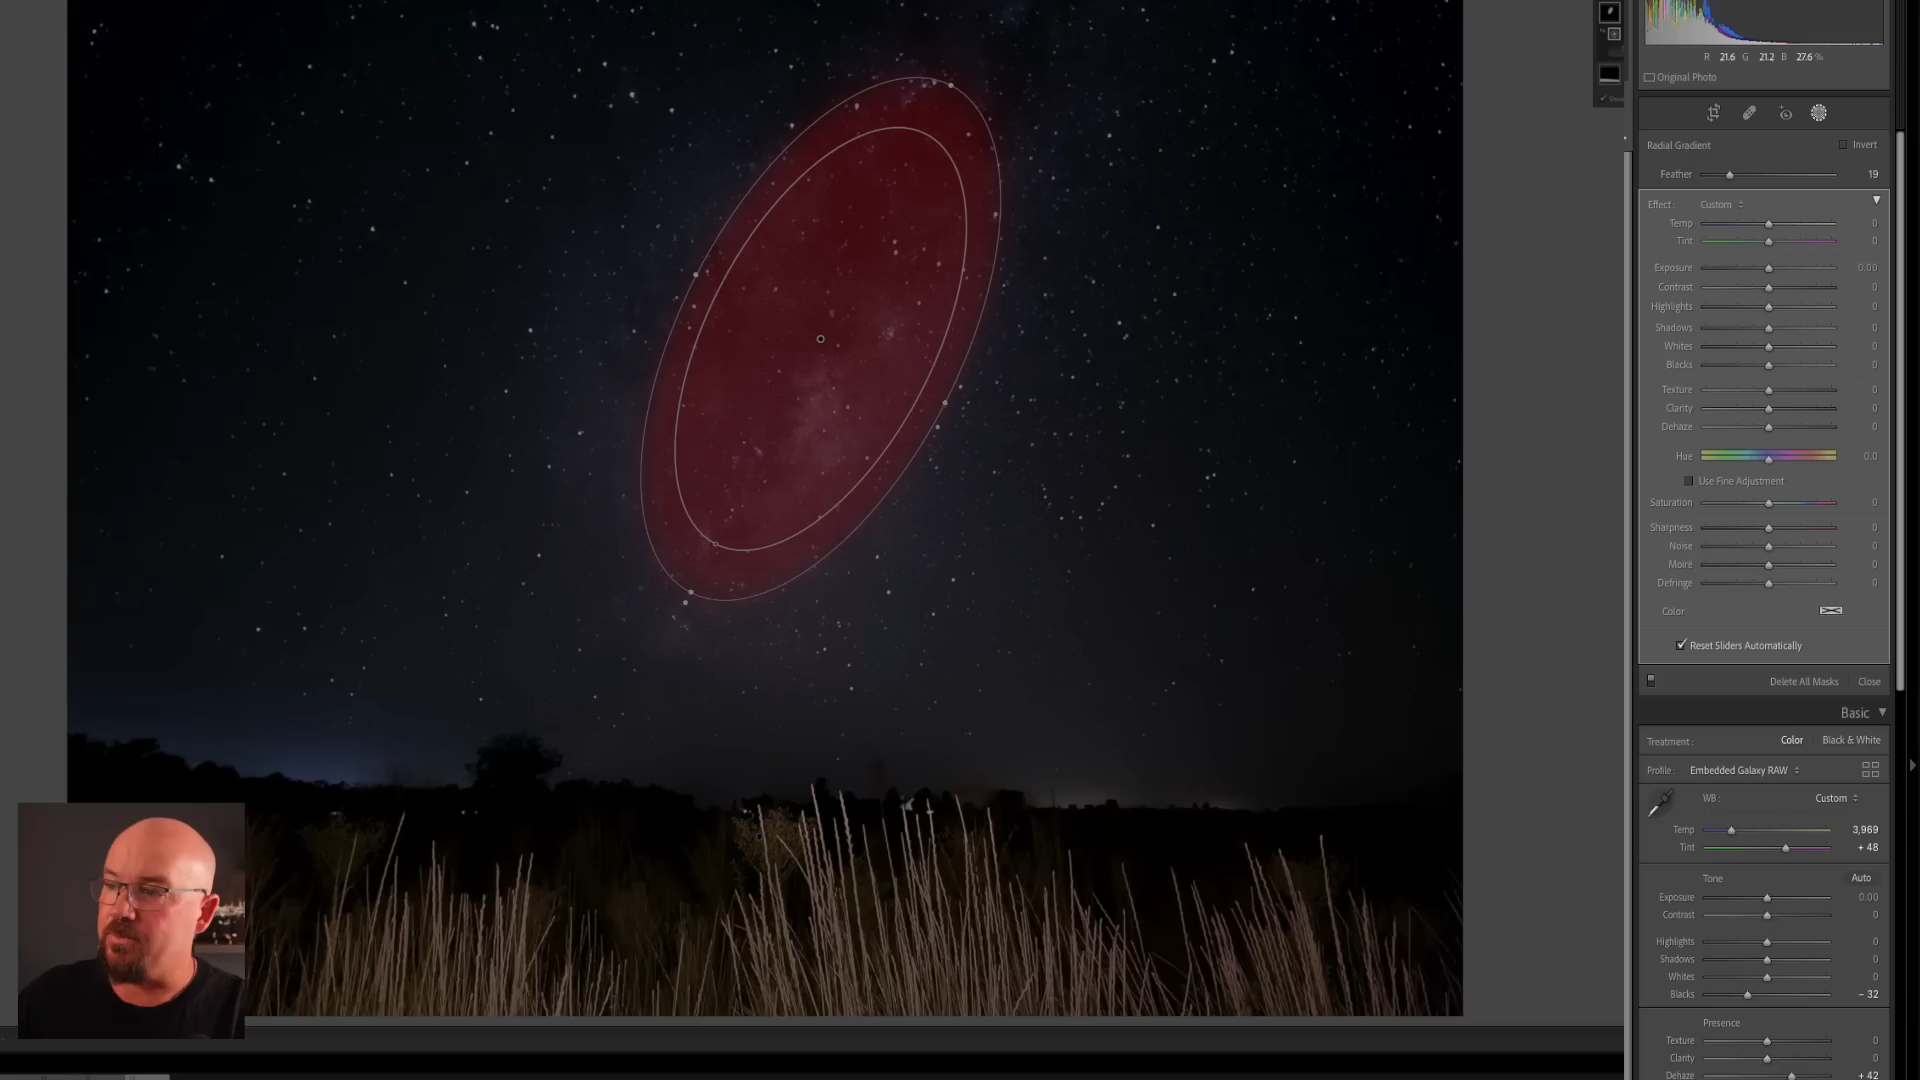 R 21.6 G 21.2 B 27.6 %
Original Photo
Radial Gradient Invert
Feather 19
Effect : Custom
Temp 0
Tint 0
Exposure 0.00
Contrast 0
Highlights 0
Shadows 0
Whites 0
Blacks 0
Texture 0
Clarity 0
Dehaze 0
Hue 0.0
Use Fine Adjustment
Saturation 0
Sharpness 0
Noise 0
Moiré 0
Defringe 0
Color
Reset Sliders Automatically
Delete All Masks Close
Basic
Treatment : Color Black & White
Profile : Embedded Galaxy RAW
WB : Custom
Temp 3,969
Tint + 48
Tone Auto
Exposure 0.00
Contrast 0
Highlights 0
Shadows 0
Whites 0
Blacks - 32
Presence
Texture 0
Clarity 0
Dehaze + 42